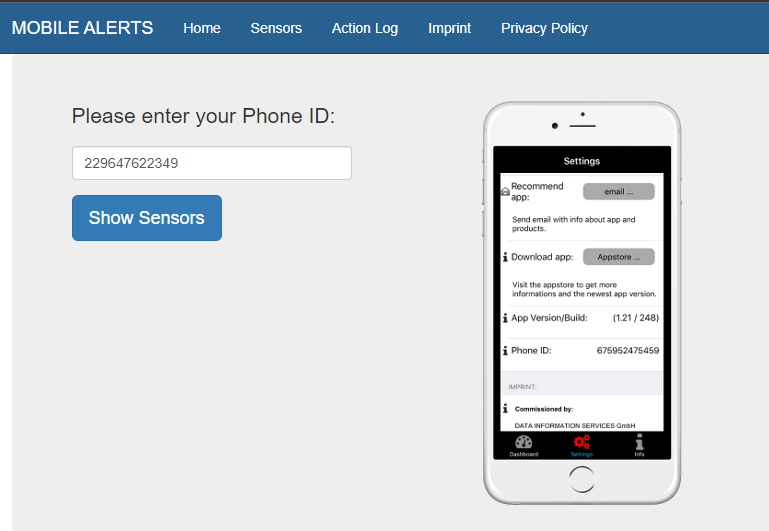 MOBILE ALERTS Home Sensors Action Log Imprint Privacy Policy
Please enter your Phone ID:
229647622349
Show Sensors
Settings
Recommend app: email ...
Send email with info about app and
products.
Download app: Appstore ...
Visit the appstore to get more
informations and the newest app version.
App Version/Build: (1.21 / 248)
Phone ID: 675952475459
IMPRINT:
Commissioned by:
DATA INFORMATION SERVICES GmbH
Dashboard Settings Info